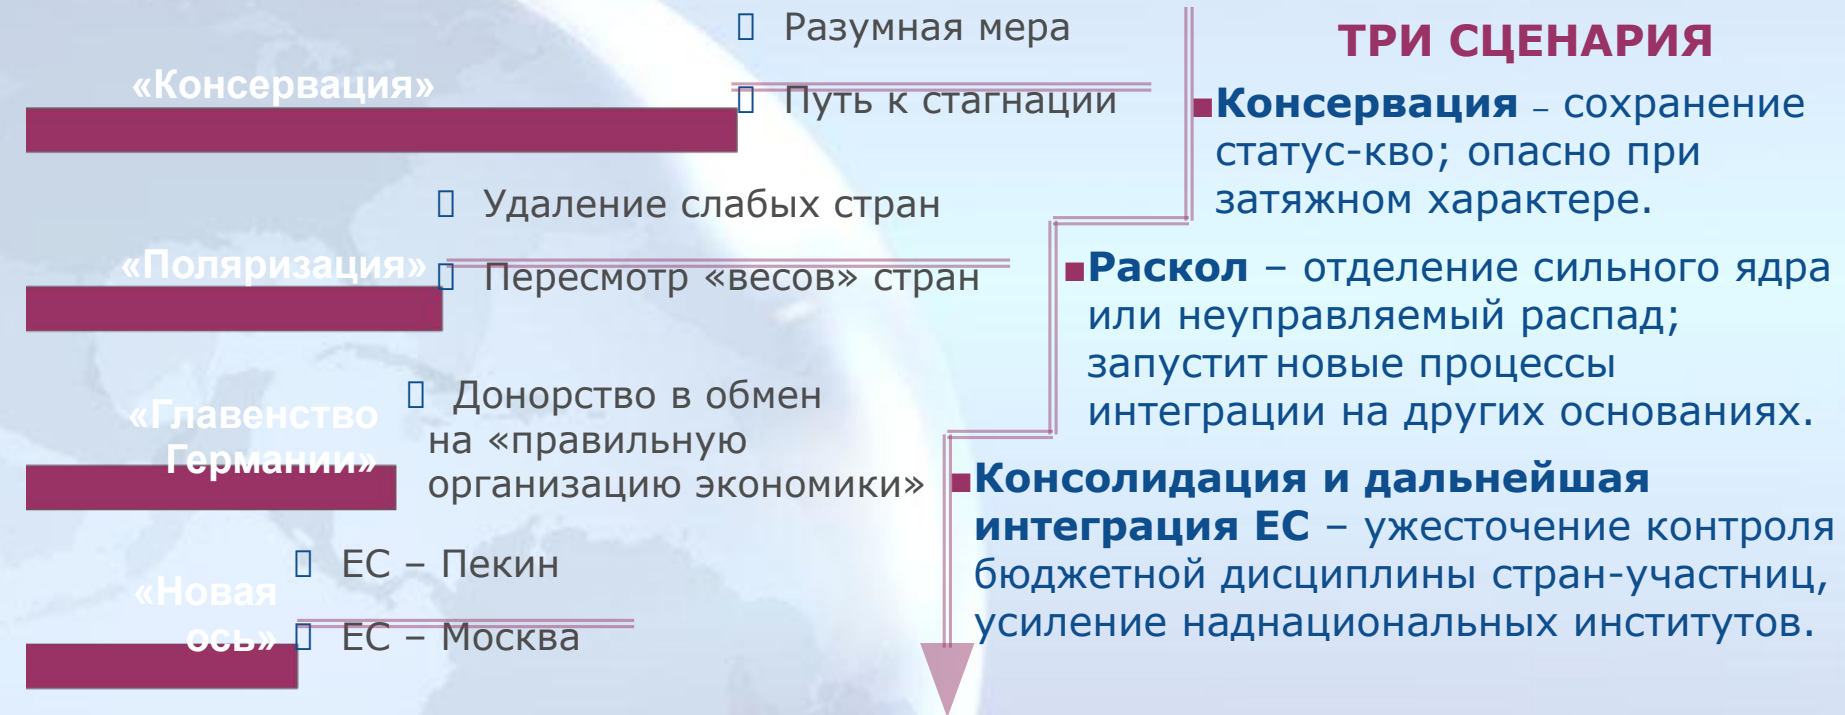 «Консервация»
Разумная мера
Путь к стагнации
«Поляризация»
Удаление слабых стран
Пересмотр «весов» стран
«Главенство
Германии»
Донорство в обмен
на «правильную
организацию экономики»
«Новая
ось»
ЕС – Пекин
ЕС – Москва
ТРИ СЦЕНАРИЯ
▪Консервация – сохранение
статус-кво; опасно при
затяжном характере.
▪Раскол – отделение сильного ядра
или неуправляемый распад;
запустит новые процессы
интеграции на других основаниях.
▪Консолидация и дальнейшая
интеграция ЕС – ужесточение контроля
бюджетной дисциплины стран-участниц,
усиление наднациональных институтов.